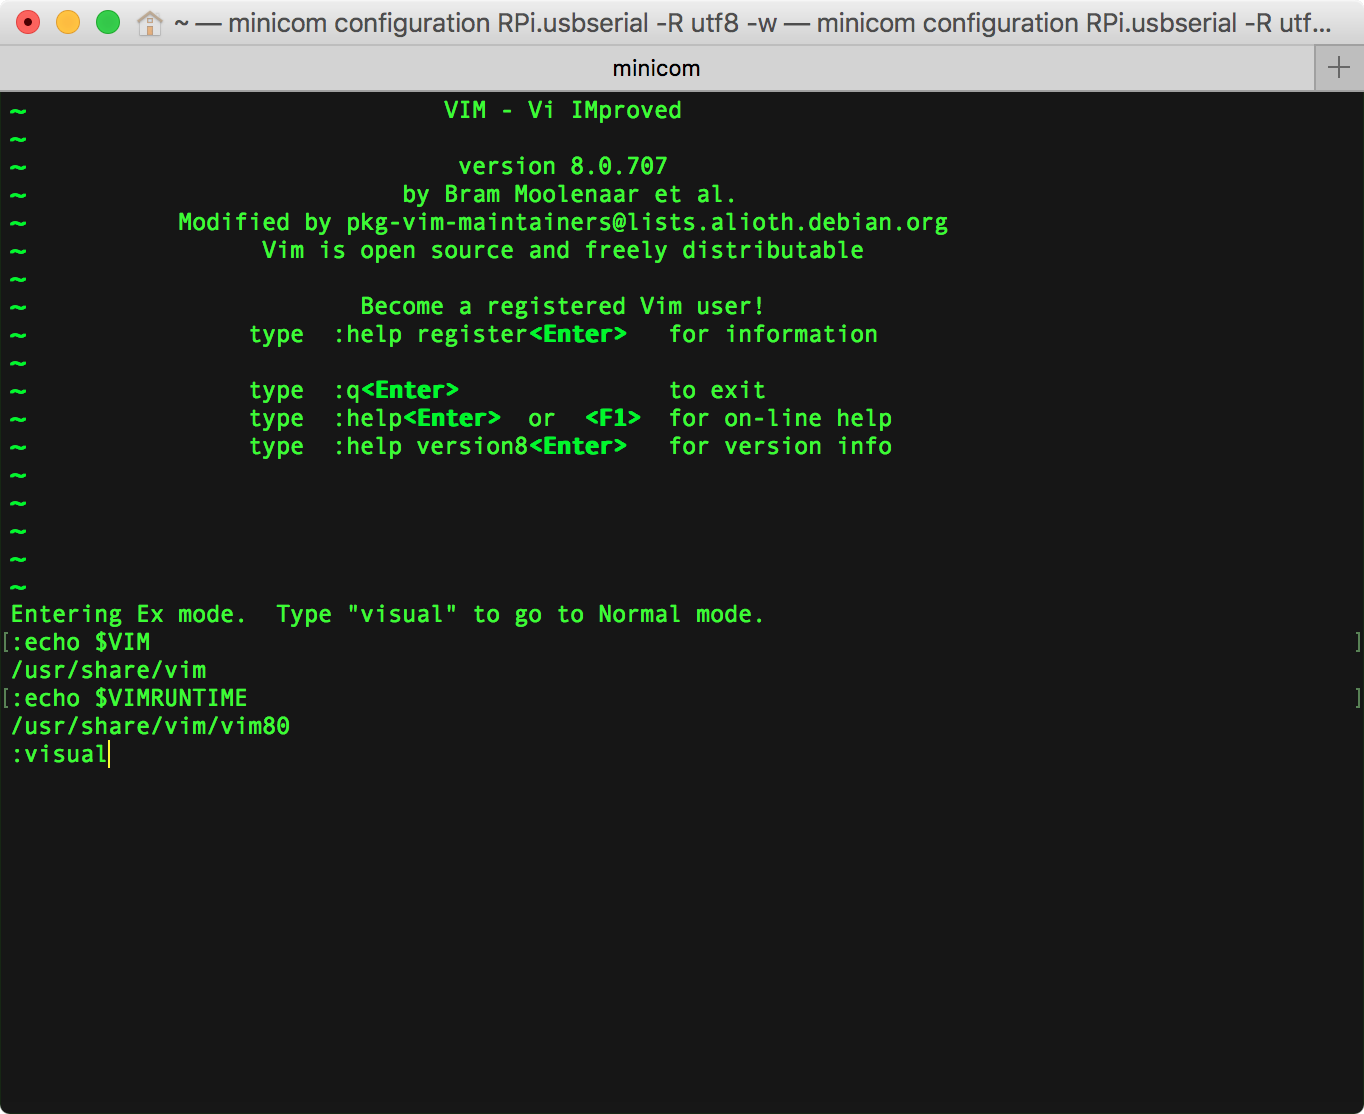 ~ — minicom configuration RPi.usbserial -R utf8 -w — minicom configuration RPi.usbserial -R utf...
minicom
~ VIM - Vi IMproved
~
~ version 8.0.707
~ by Bram Moolenaar et al.
~ Modified by pkg-vim-maintainers@lists.alioth.debian.org
~ Vim is open source and freely distributable
~
~ Become a registered Vim user!
~ type  :help register<Enter>   for information
~
~ type  :q<Enter>               to exit
~ type  :help<Enter>  or  <F1>  for on-line help
~ type  :help version8<Enter>   for version info
~
~
~
~
~
Entering Ex mode.  Type "visual" to go to Normal mode.
[:echo $VIM ]
/usr/share/vim
[:echo $VIMRUNTIME ]
/usr/share/vim/vim80
:visual